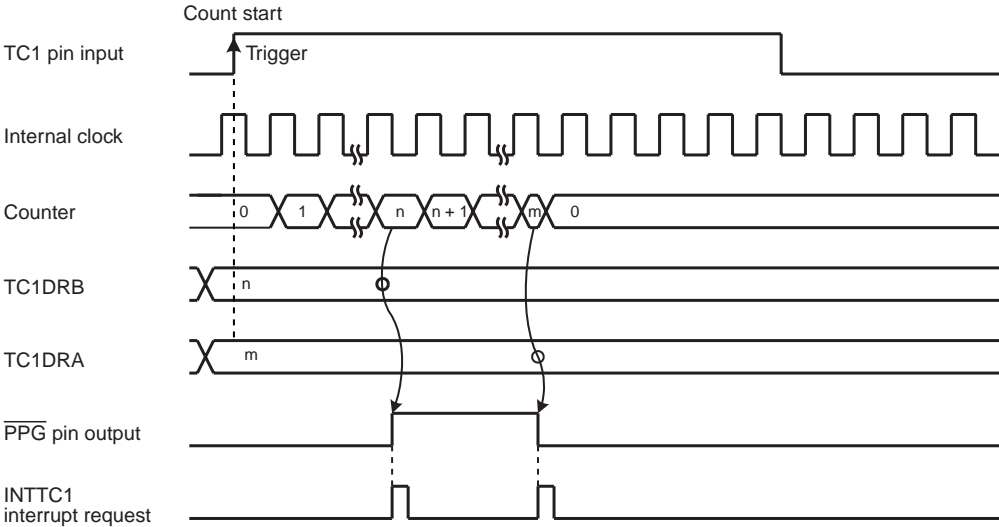 Count start
TC1 pin input
Trigger
Internal clock
Counter
0 1 n n + 1 m 0
TC1DRB
n
TC1DRA
m
PPG pin output
INTTC1
interrupt request